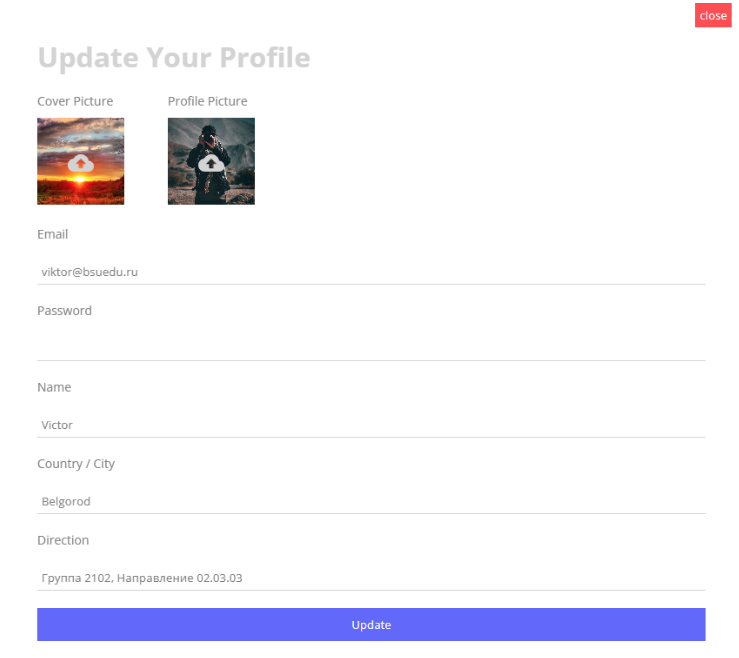 close
Update Your Profile
Cover Picture Profile Picture
Email
viktor@bsuedu.ru
Password
Name
Victor
Country / City
Belgorod
Direction
Группа 2102, Направление 02.03.03
Update